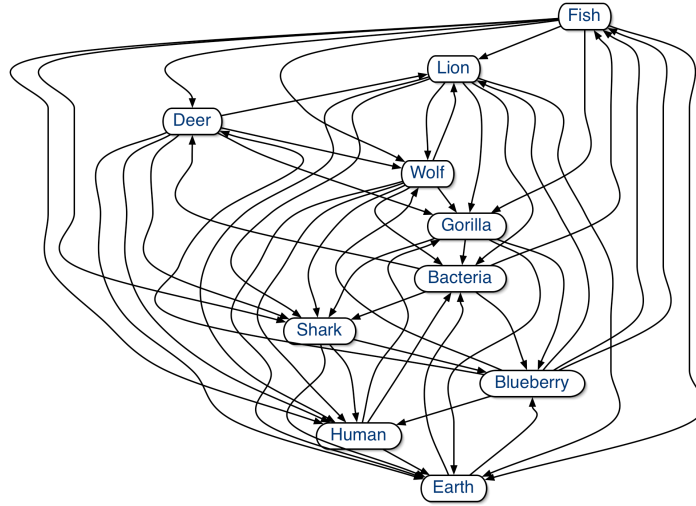 Fish
Lion
Deer
Wolf
Gorilla
Bacteria
Shark
Blueberry
Human
Earth